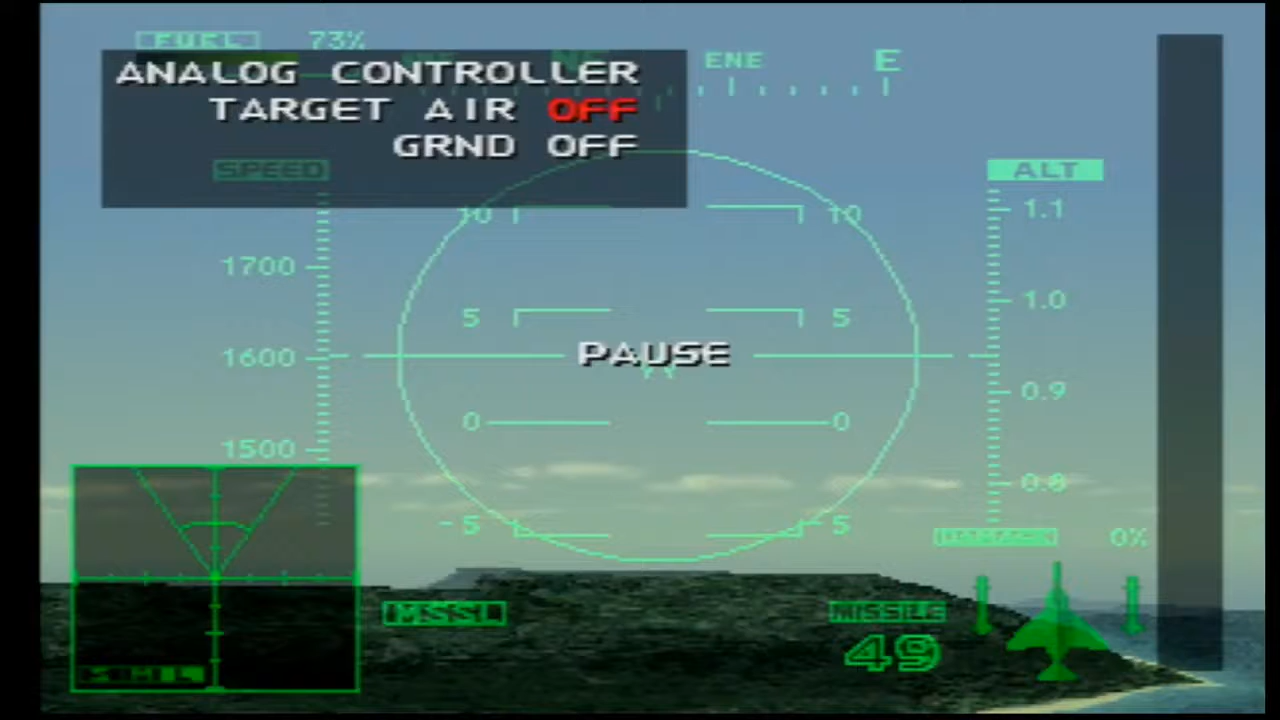 FUEL 73%
ENE E
ANALOG CONTROLLER
TARGET AIR OFF
GRND OFF
SPEED
ALT
10 10
1.1
1700
1.0
5 5
1600
PAUSE
0.9
0 0
1500
0.8
-5 -5
DAMAGE 0%
MSSL
MISSILE
49